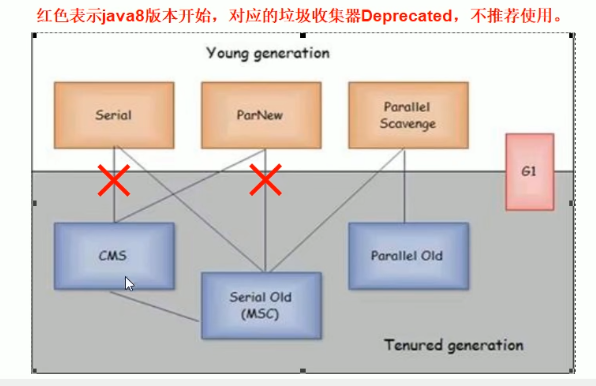 红色表示java8版本开始，对应的垃圾收集器Deprecated，不推荐使用。
Young generation
Serial
ParNew
Parallel
Scavenge
G1
CMS
Serial Old
(MSC)
Parallel Old
Tenured generation